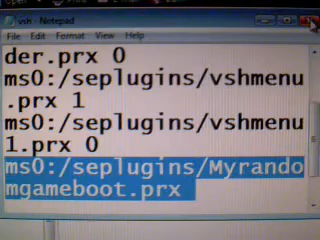 vsh - Notepad
File Edit Format View Help
der.prx 0
ms0:/seplugins/vshmenu
.prx 1
ms0:/seplugins/vshmenu
1.prx 0
ms0:/seplugins/Myrando
mgameboot.prx